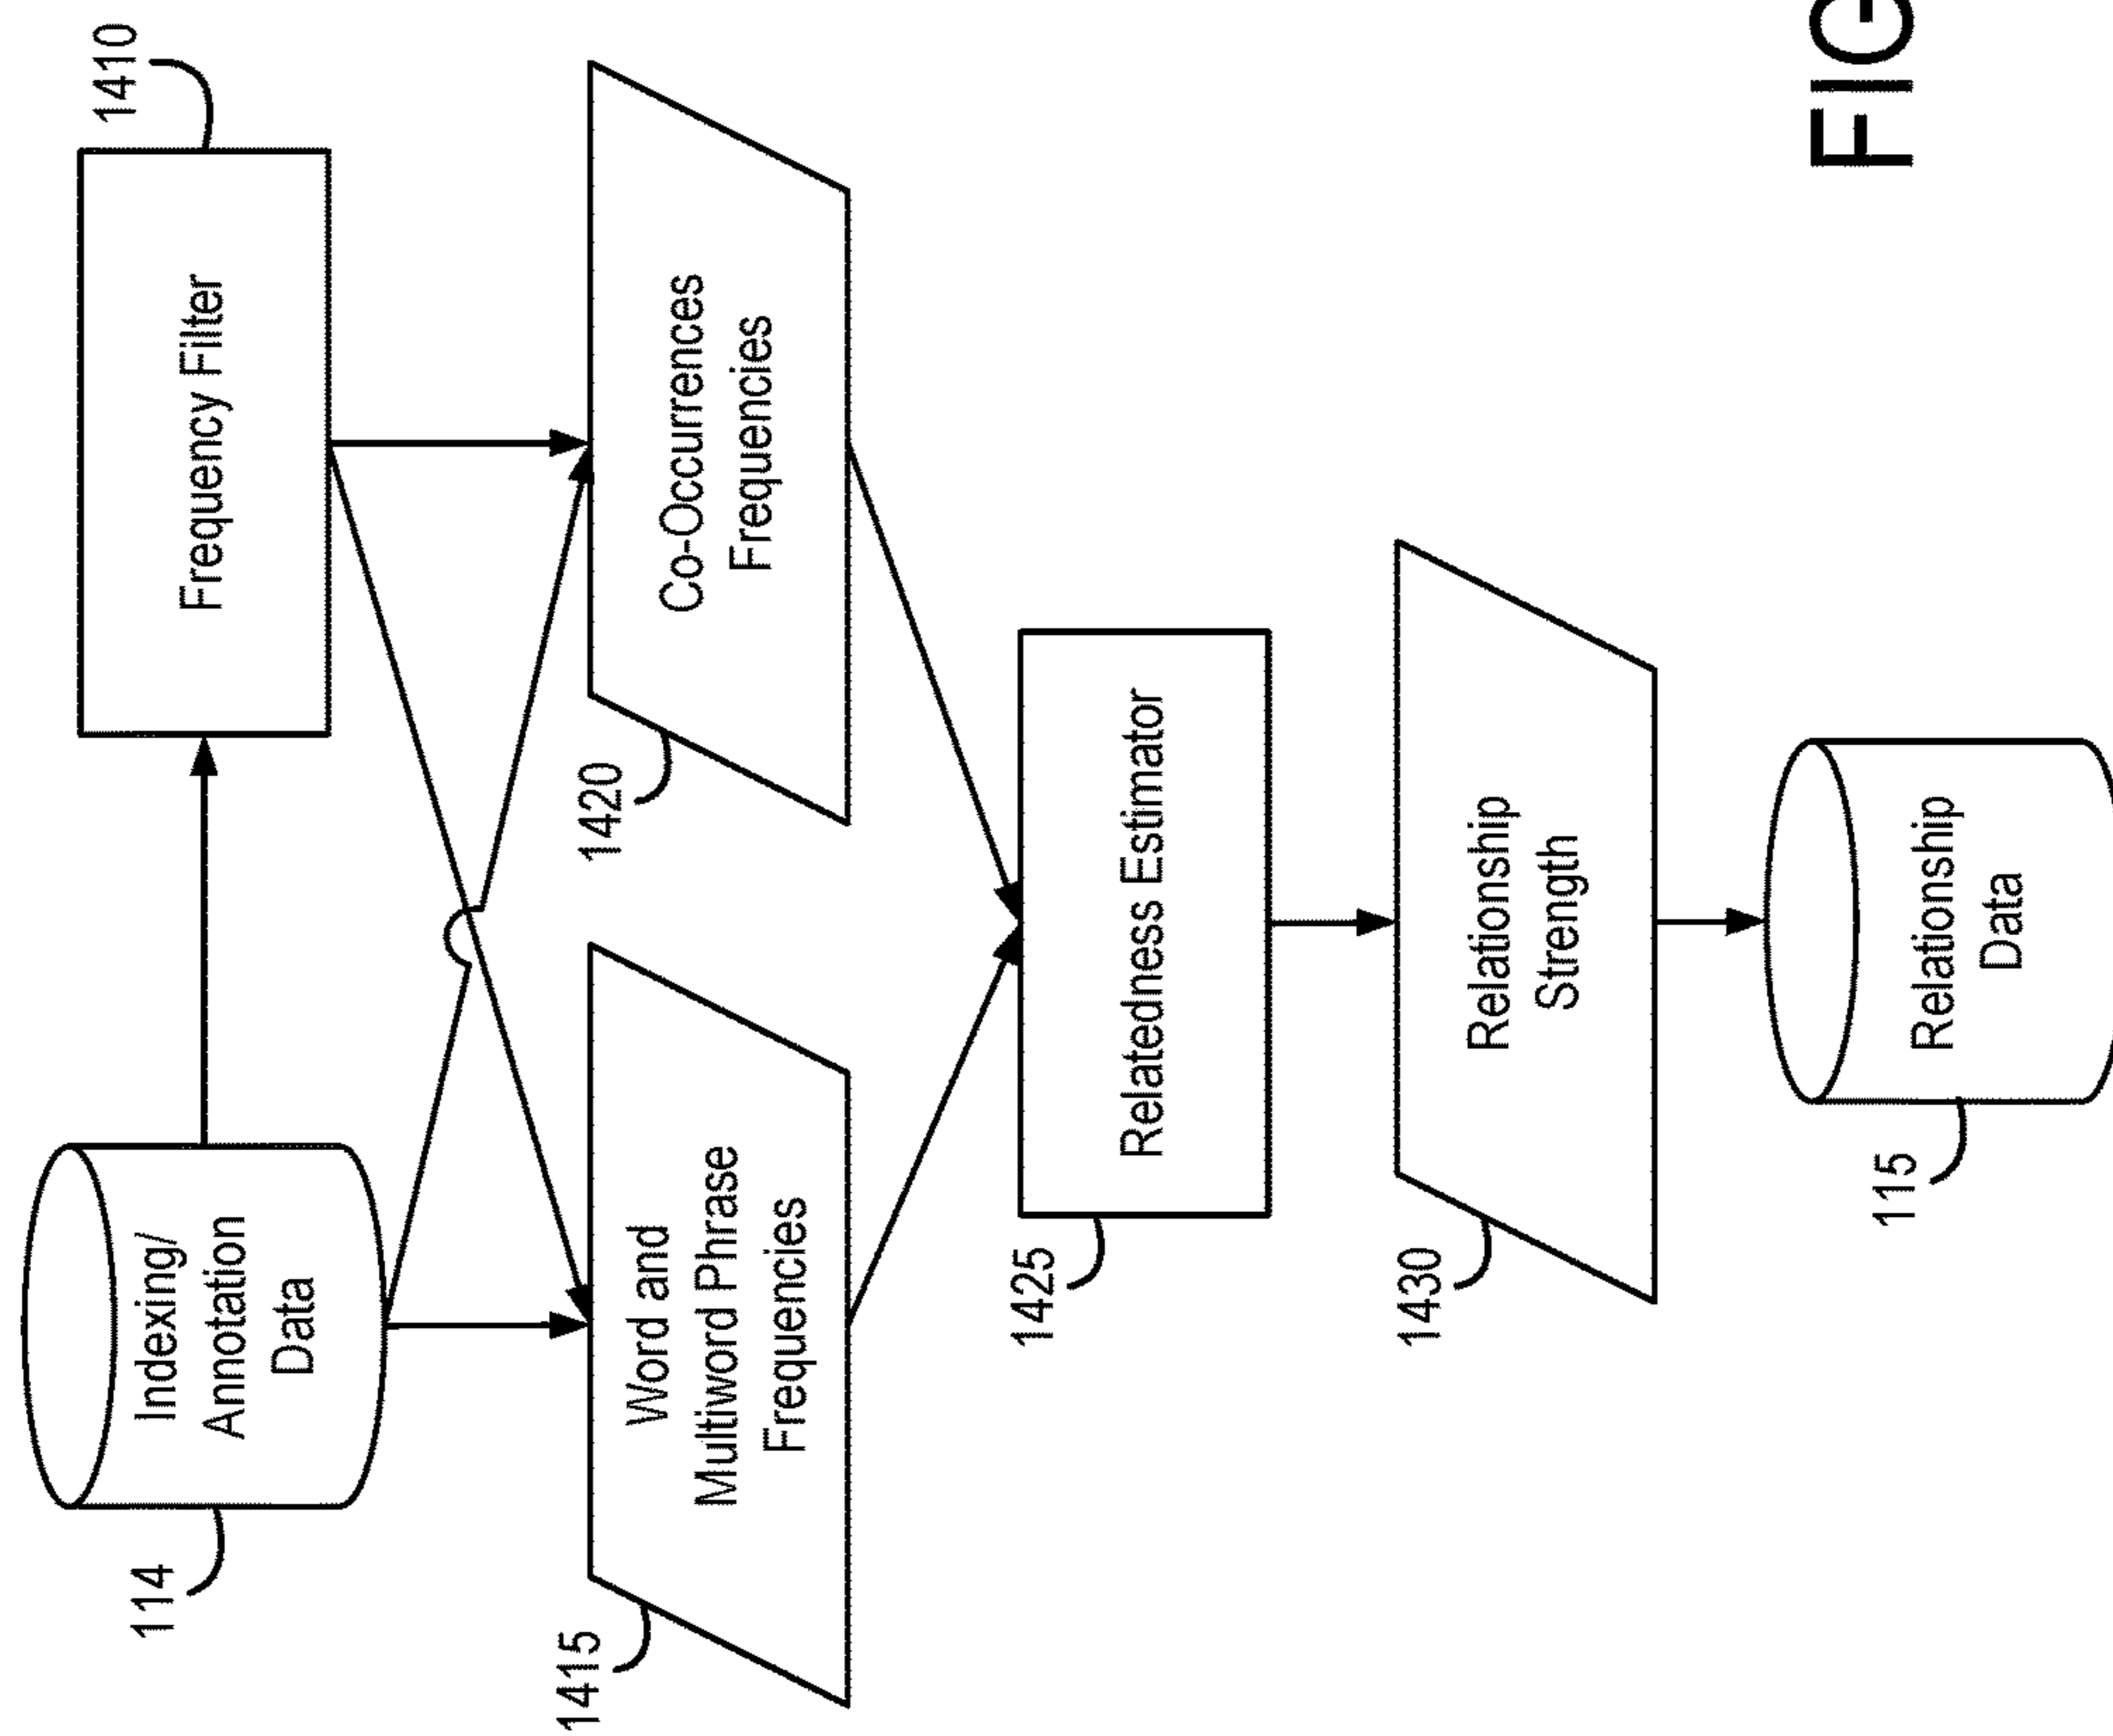 114
Indexing/
Annotation
Data
Frequency Filter
1410
1415
Word and
Multiword Phrase
Frequencies
1420
Co-Occurrences
Frequencies
1425
Relatedness Estimator
1430
Relationship
Strength
115
Relationship
Data
FIG